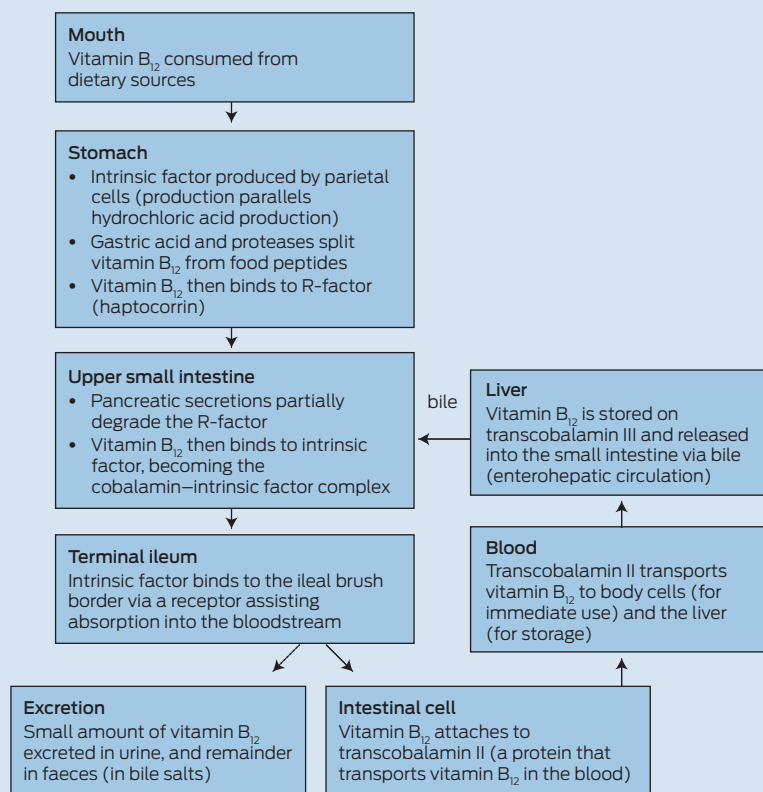 Mouth
Vitamin B₁₂ consumed from
dietary sources
Stomach
• Intrinsic factor produced by parietal
cells (production parallels
hydrochloric acid production)
• Gastric acid and proteases split
vitamin B₁₂ from food peptides
• Vitamin B₁₂ then binds to R-factor
(haptocorrin)
Upper small intestine
• Pancreatic secretions partially
degrade the R-factor
• Vitamin B₁₂ then binds to intrinsic
factor, becoming the
cobalamin–intrinsic factor complex
bile
Liver
Vitamin B₁₂ is stored on
transcobalamin III and released
into the small intestine via bile
(enterohepatic circulation)
Terminal ileum
Intrinsic factor binds to the ileal brush
border via a receptor assisting
absorption into the bloodstream
Blood
Transcobalamin II transports
vitamin B₁₂ to body cells (for
immediate use) and the liver
(for storage)
Excretion
Small amount of vitamin B₁₂
excreted in urine, and remainder
in faeces (in bile salts)
Intestinal cell
Vitamin B₁₂ attaches to
transcobalamin II (a protein that
transports vitamin B₁₂ in the blood)